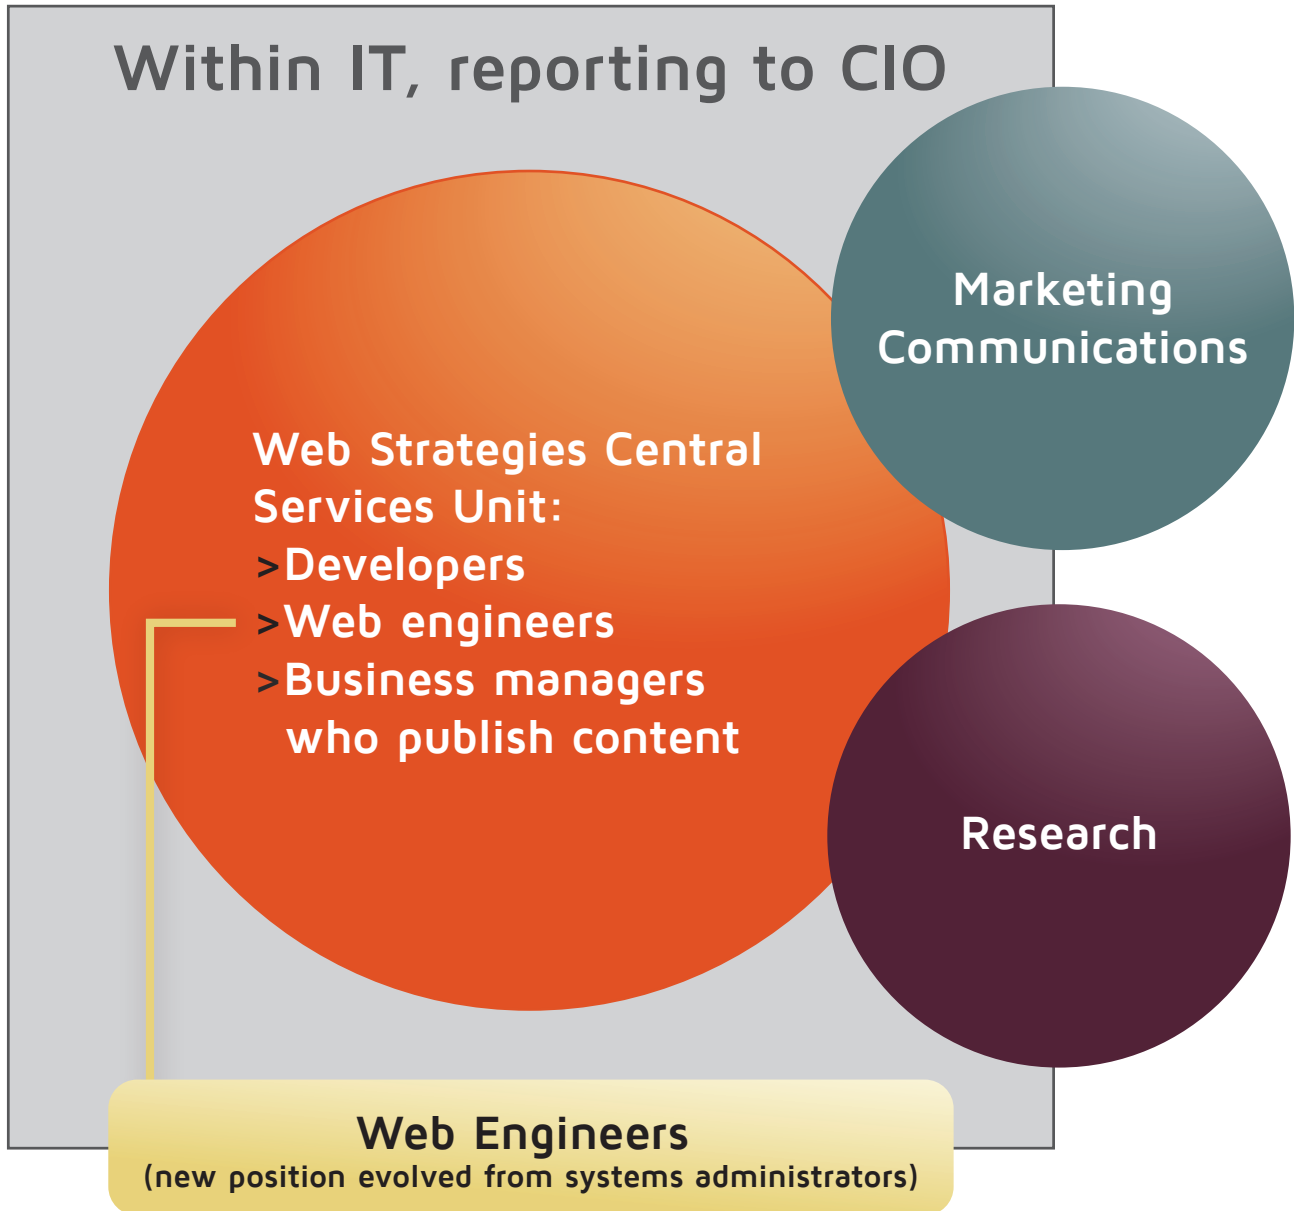 Within IT, reporting to CIO
Marketing
Communications
Web Strategies Central
Services Unit:
>Developers
>Web engineers
>Business managers
who publish content
Research
Web Engineers
(new position evolved from systems administrators)